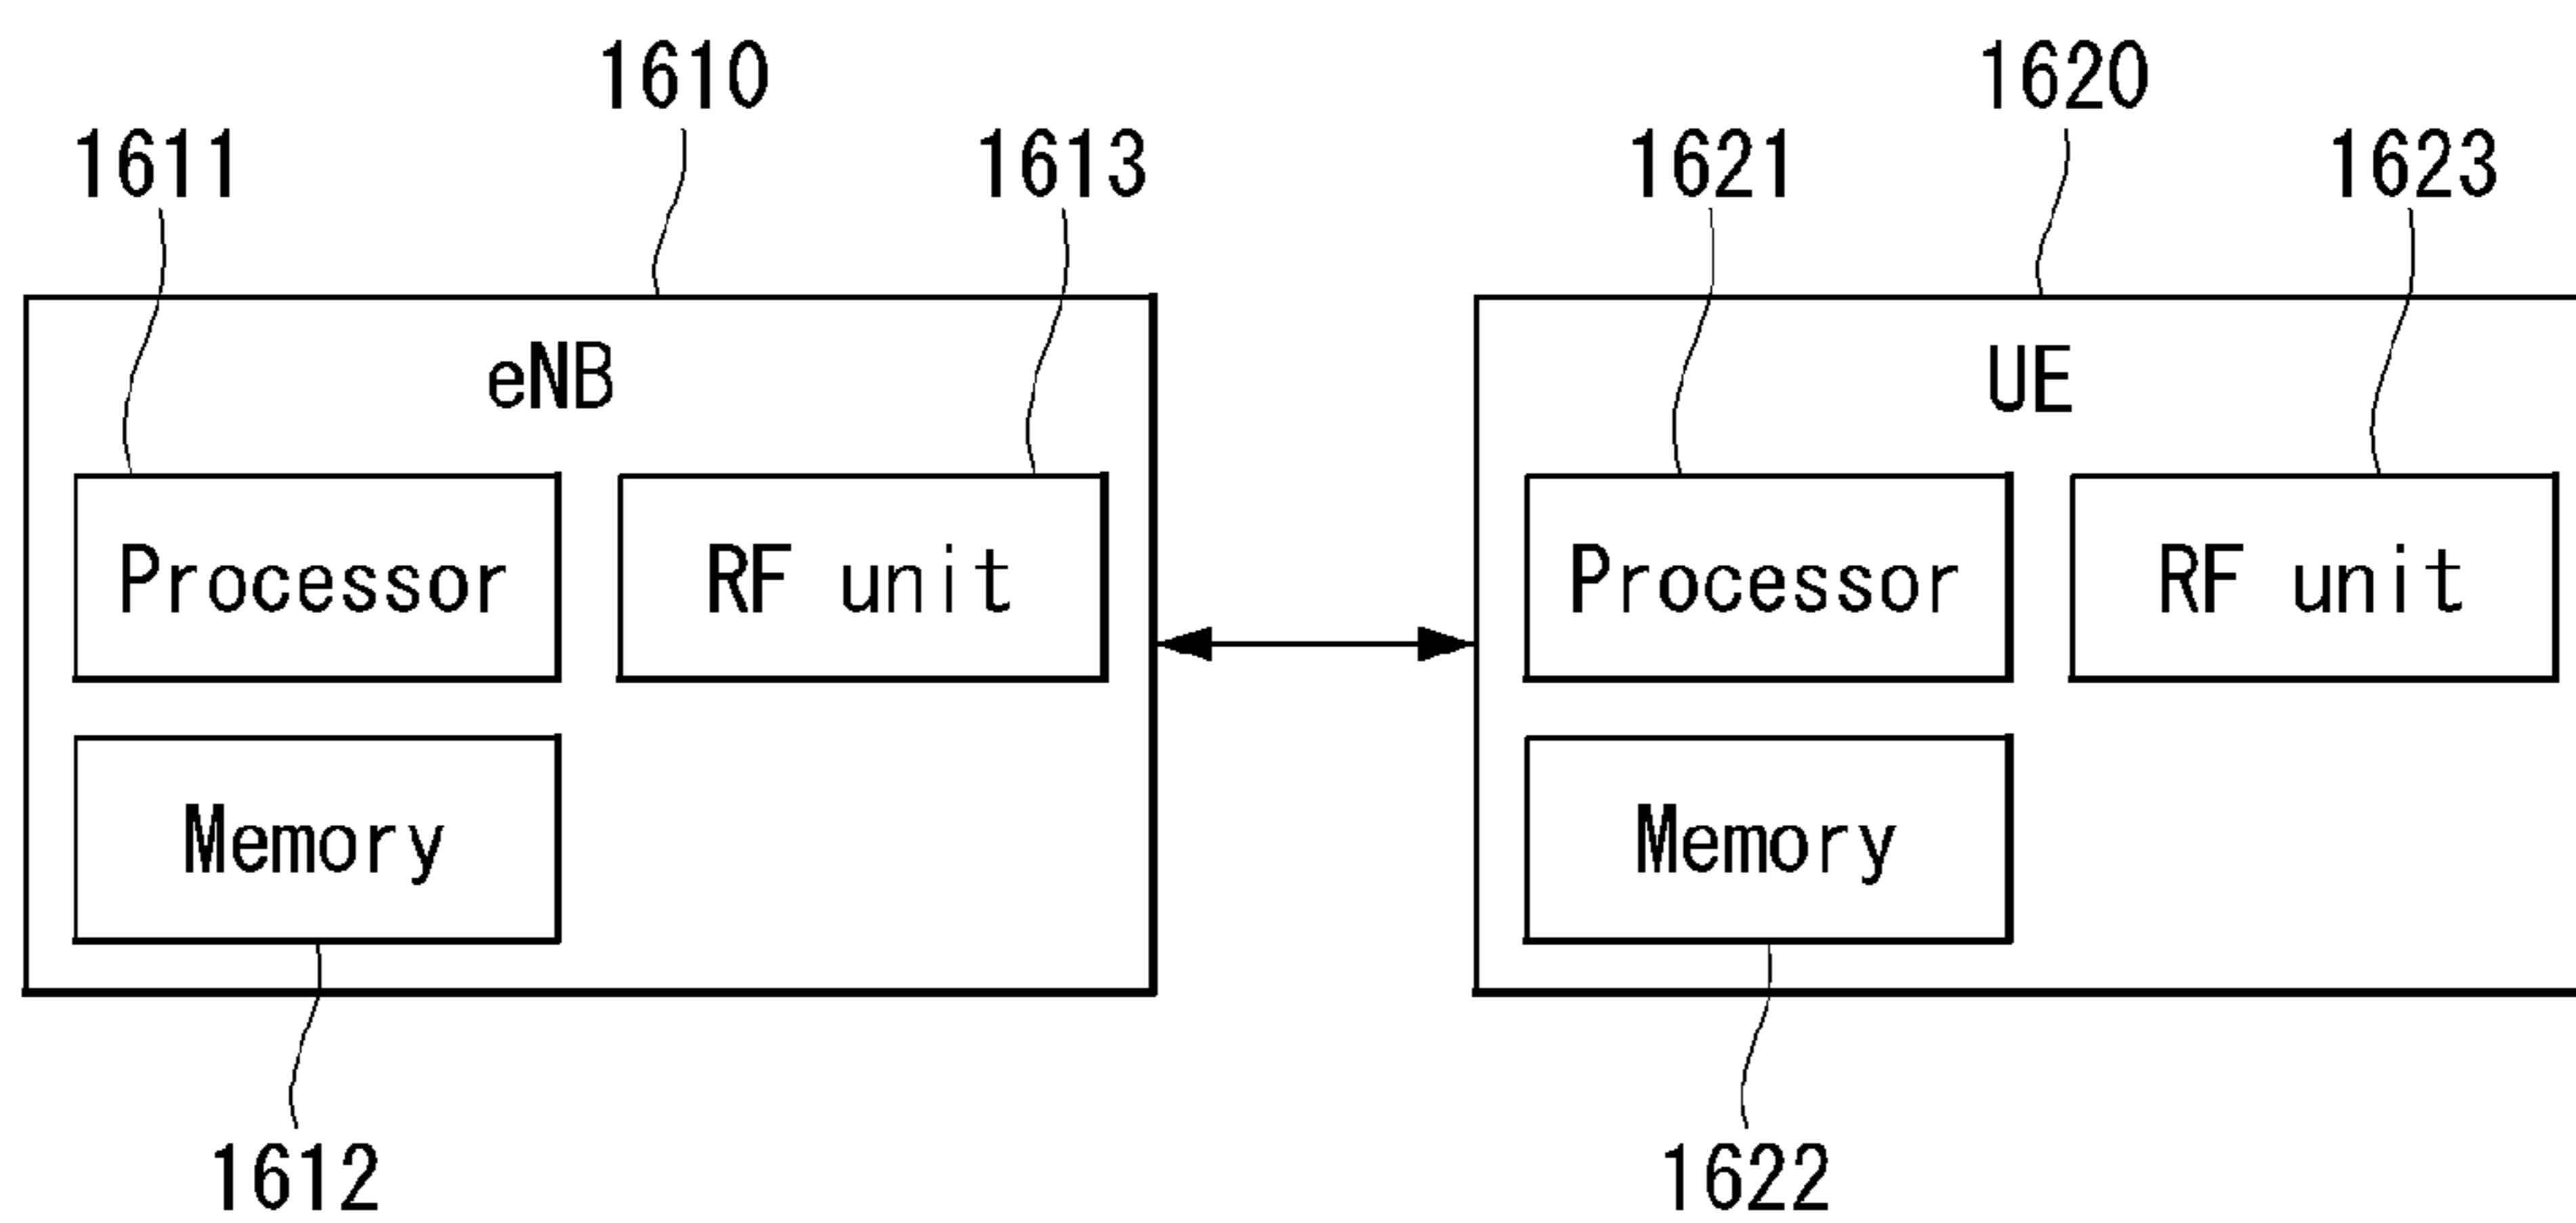 1610
1620
1611
1613
1621
1623
eNB
UE
Processor
RF unit
Processor
RF unit
Memory
Memory
1612
1622